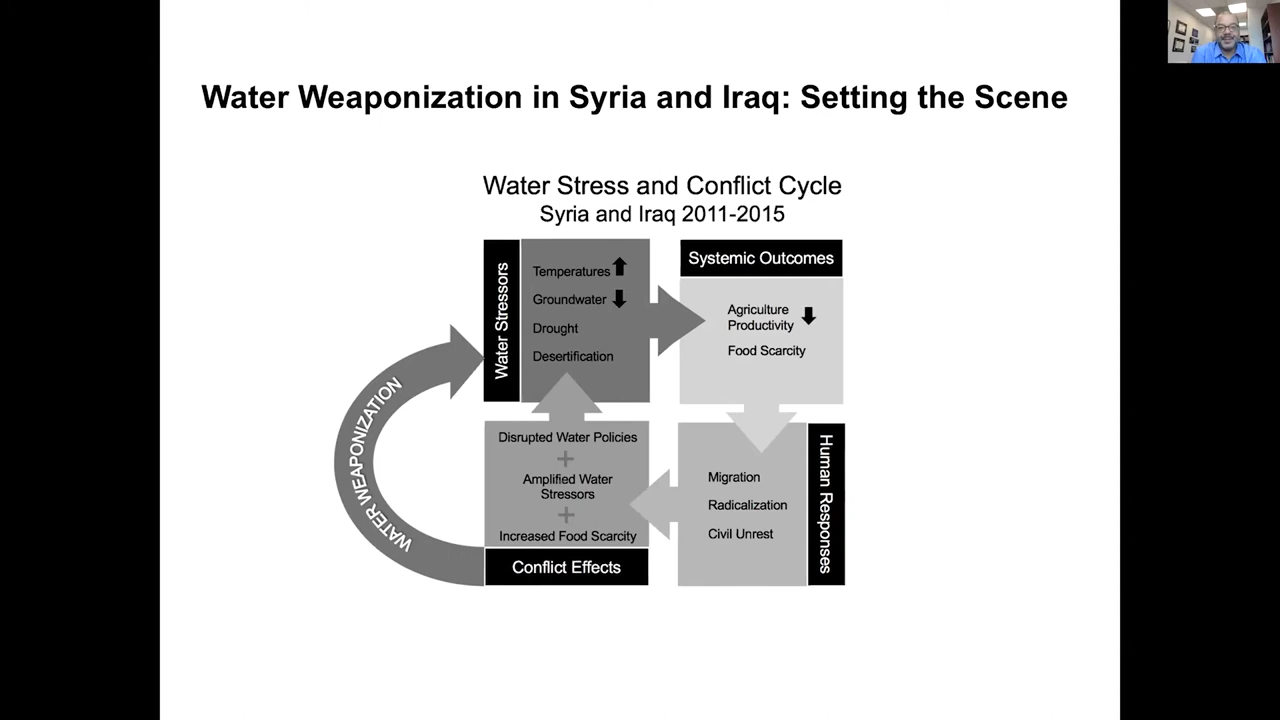 Water Weaponization in Syria and Iraq: Setting the Scene
Water Stress and Conflict Cycle
Syria and Iraq 2011-2015
Water Stressors
Temperatures
Groundwater
Drought
Desertification
Systemic Outcomes
Agriculture
Productivity
Food Scarcity
Human Responses
Migration
Radicalization
Civil Unrest
Disrupted Water Policies
+
Amplified Water
Stressors
+
Increased Food Scarcity
Conflict Effects
WATER WEAPONIZATION